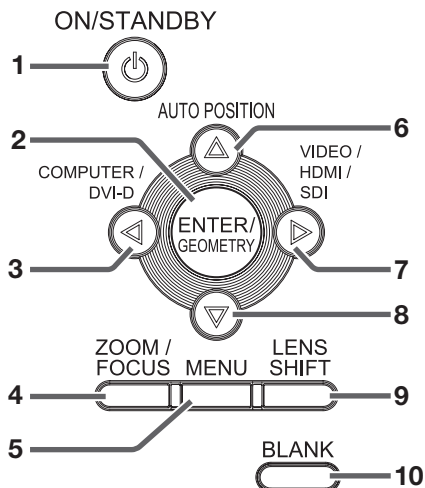 ON/STANDBY
1
AUTO POSITION
2
6
COMPUTER /
DVI-D
VIDEO /
HDMI /
SDI
ENTER/
GEOMETRY
3
7
8
ZOOM /
FOCUS
MENU
LENS
SHIFT
4
9
5
BLANK
10